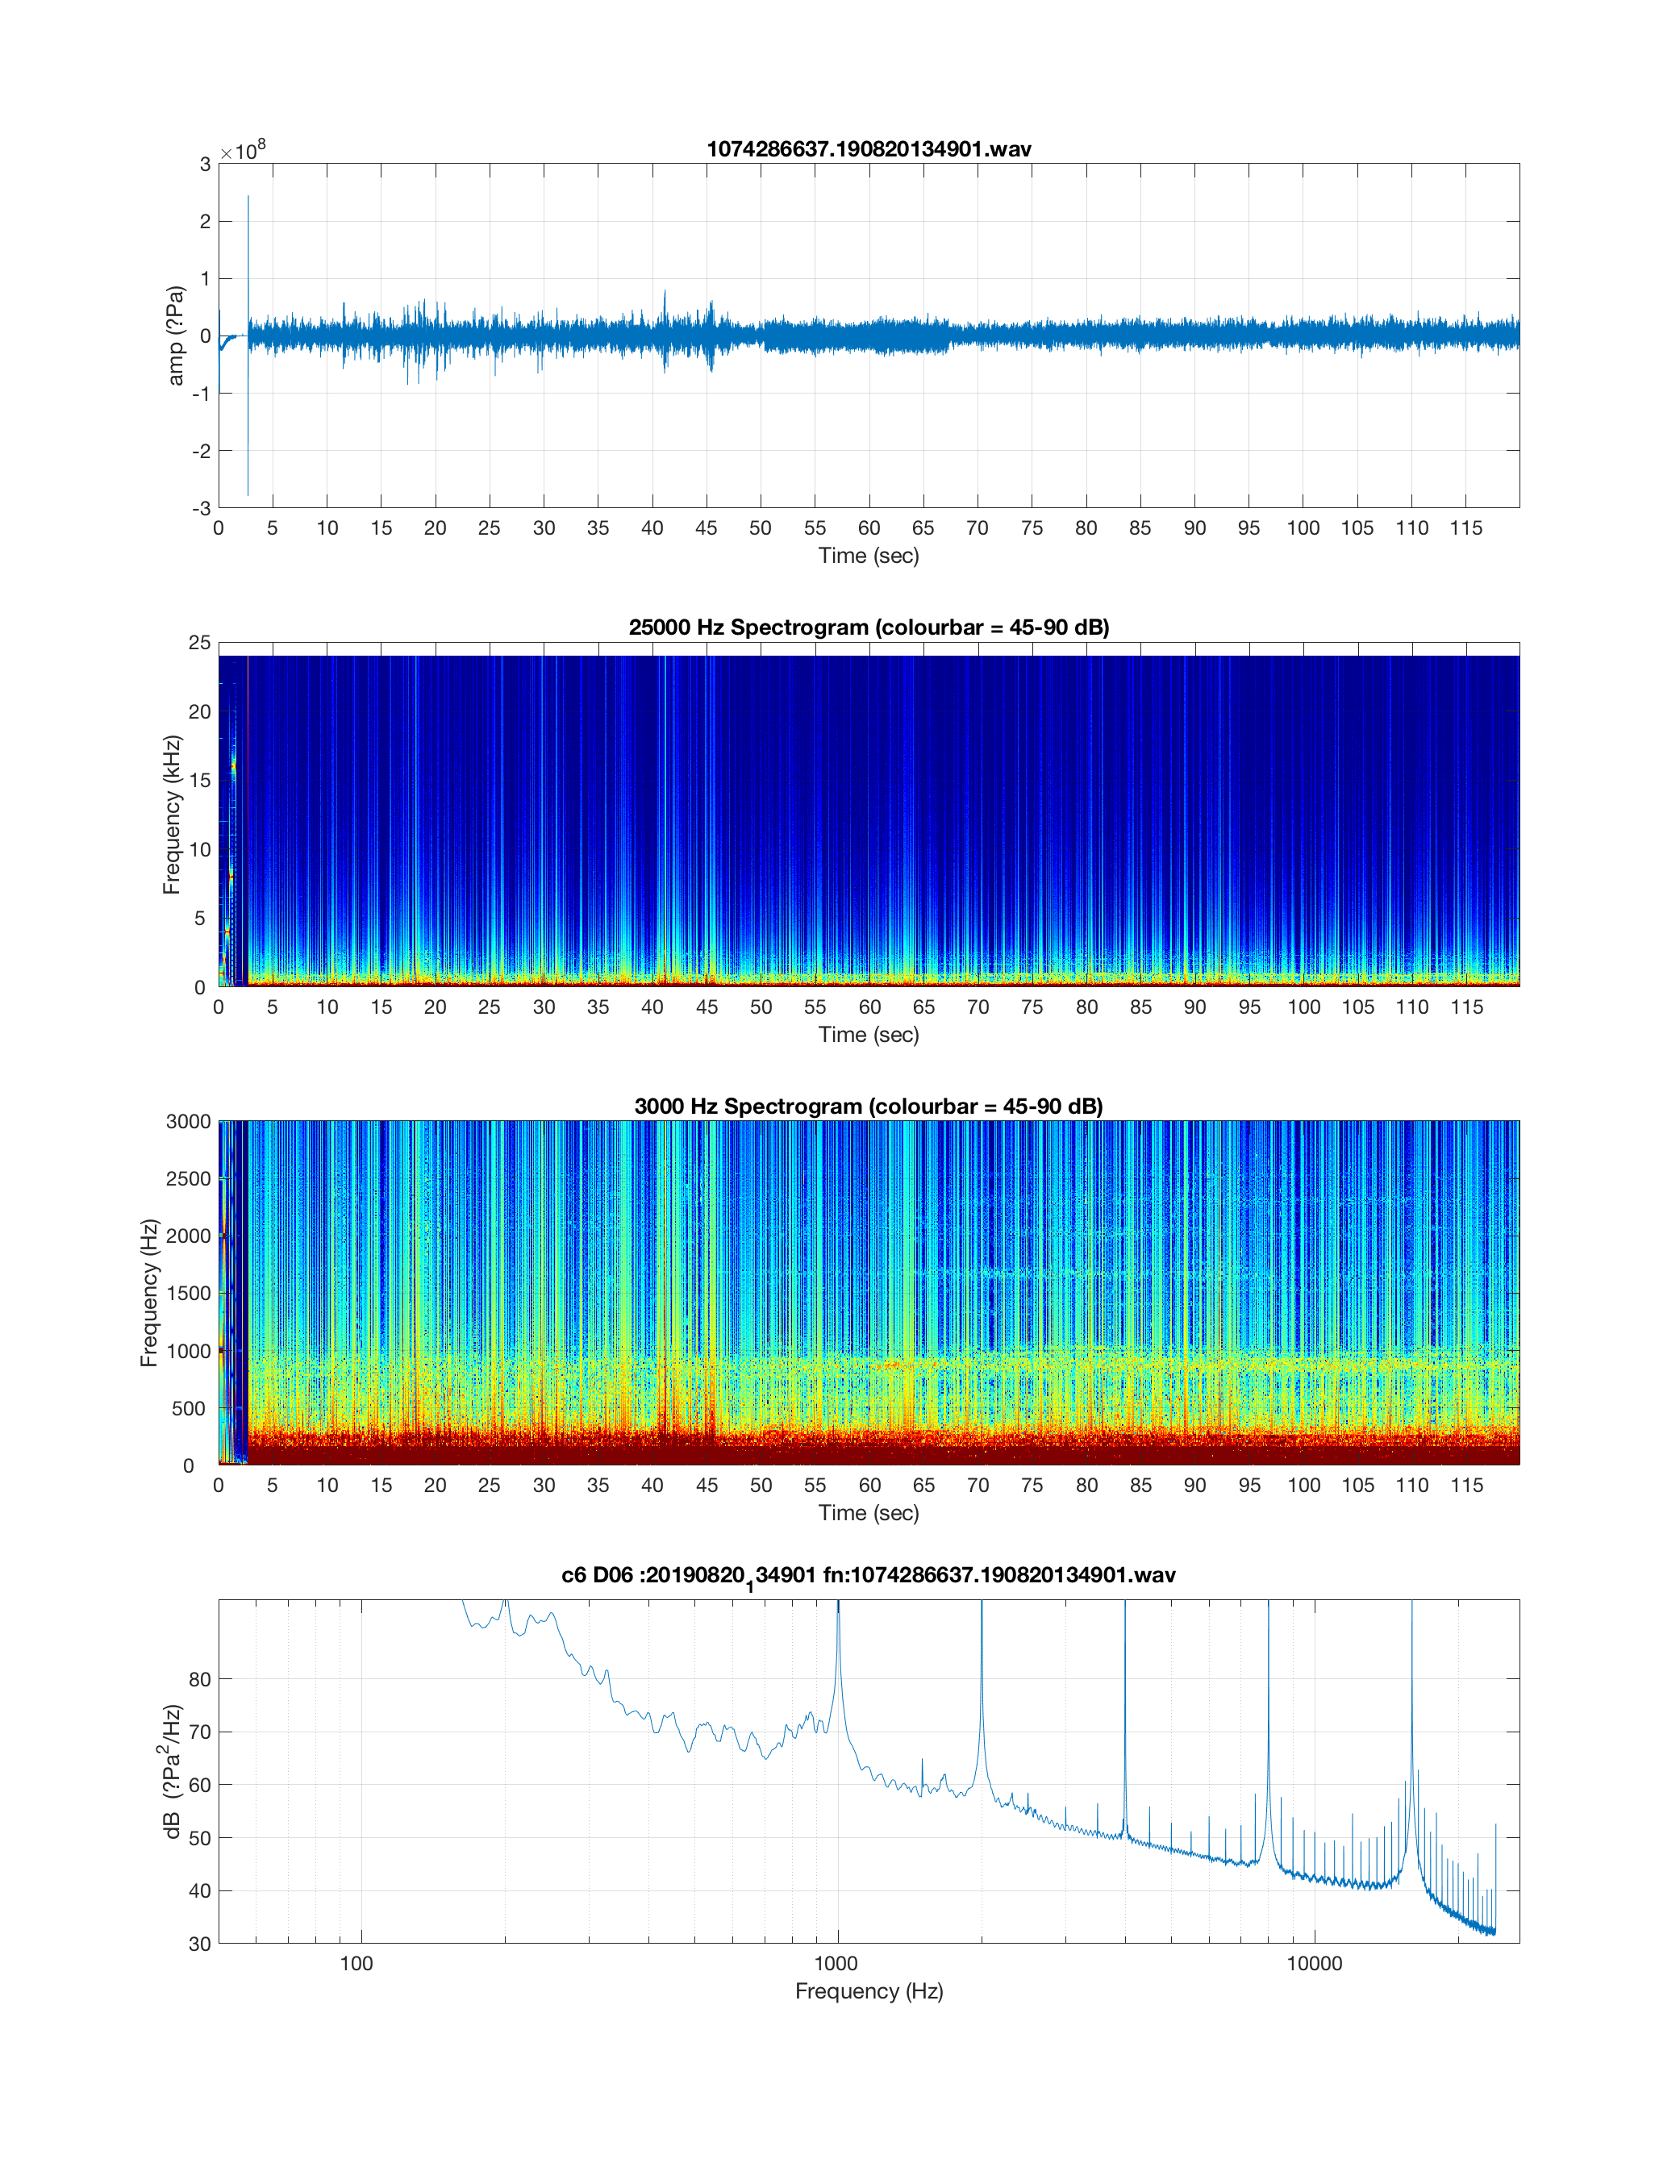 1074286637.190820134901.wav
×10^8
3
2
1
0
-1
-2
-3
amp (?Pa)
0 5 10 15 20 25 30 35 40 45 50 55 60 65 70 75 80 85 90 95 100 105 110 115
Time (sec)
25000 Hz Spectrogram (colourbar = 45-90 dB)
25
20
15
10
5
0
Frequency (kHz)
0 5 10 15 20 25 30 35 40 45 50 55 60 65 70 75 80 85 90 95 100 105 110 115
Time (sec)
3000 Hz Spectrogram (colourbar = 45-90 dB)
3000
2500
2000
1500
1000
500
0
Frequency (Hz)
0 5 10 15 20 25 30 35 40 45 50 55 60 65 70 75 80 85 90 95 100 105 110 115
Time (sec)
c6 D06 :20190820_134901 fn:1074286637.190820134901.wav
80
70
60
50
40
30
dB (?Pa²/Hz)
100 1000 10000
Frequency (Hz)